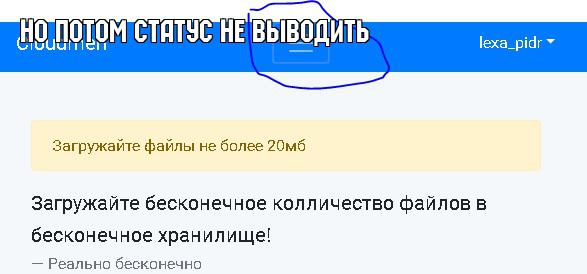 НО ПОТОМ СТАТУС НЕ ВЫВОДИТЬ
Cloudmen
lexa_pidr
Загружайте файлы не более 20мб
Загружайте бесконечное колличество файлов в
бесконечное хранилище!
— Реально бесконечно